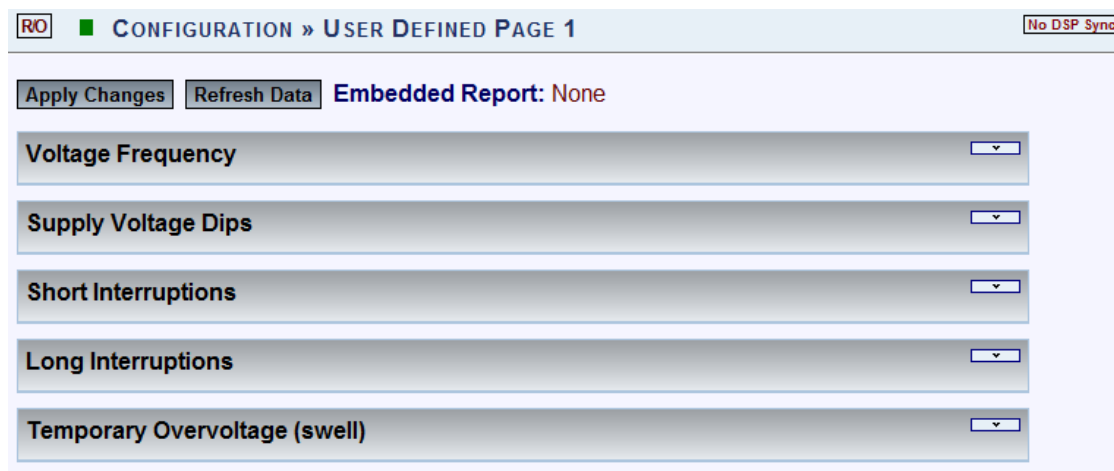 R/O CONFIGURATION » USER DEFINED PAGE 1 No DSP Sync
Apply Changes Refresh Data Embedded Report: None
Voltage Frequency
Supply Voltage Dips
Short Interruptions
Long Interruptions
Temporary Overvoltage (swell)